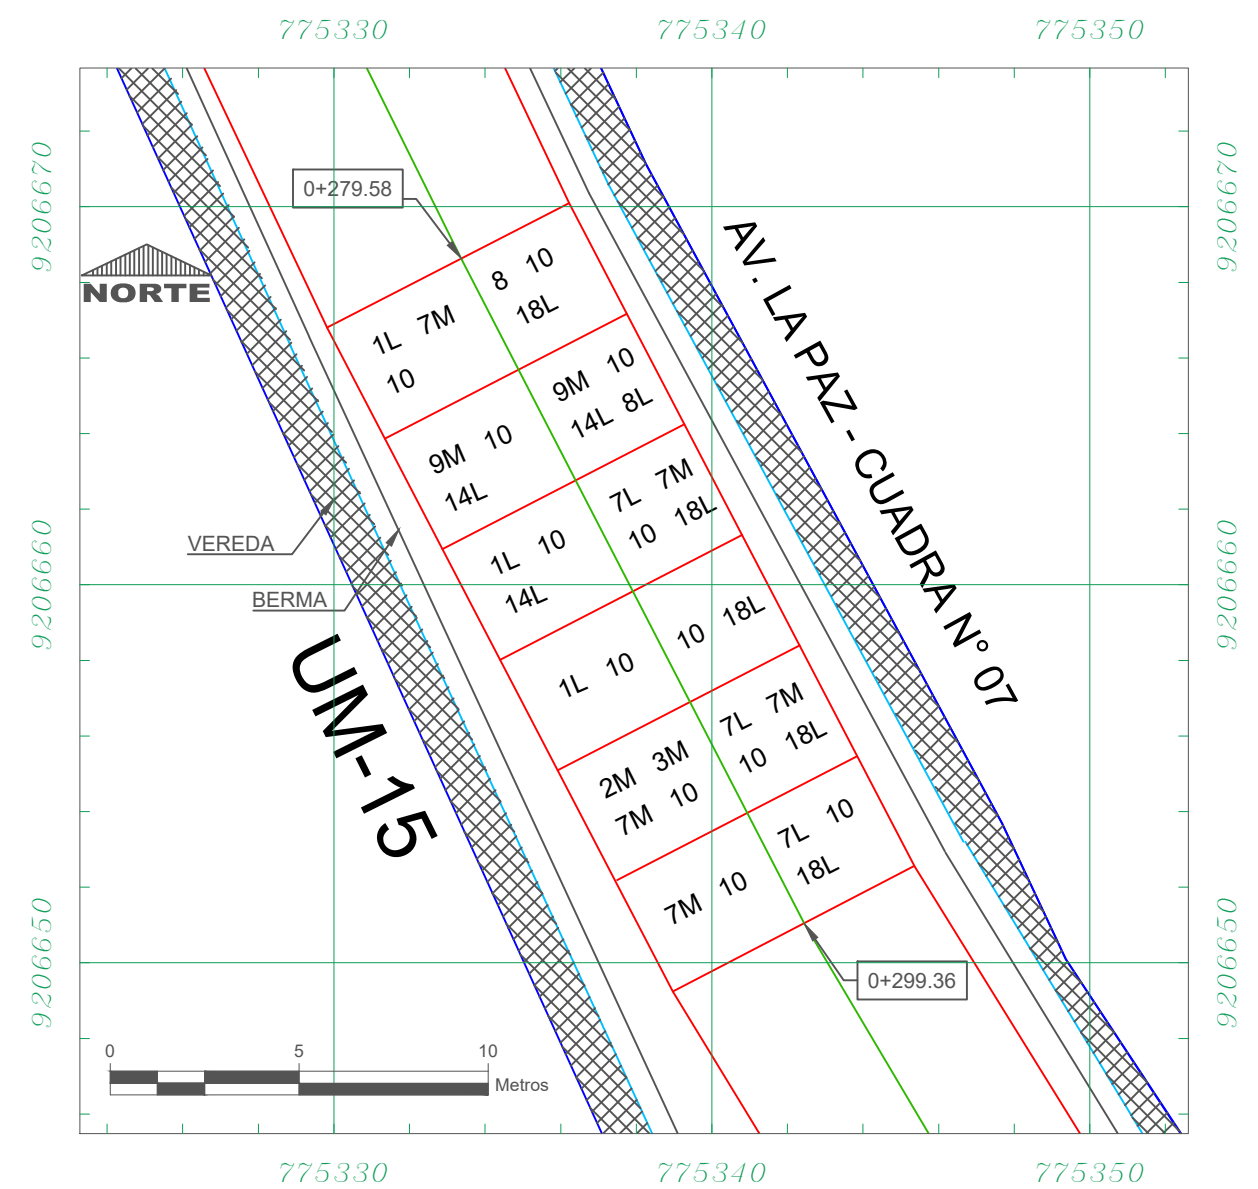 775330 775340 775350
9206670
9206660
9206650
9206670
9206660
9206650
0+279.58
NORTE
AV. LA PAZ - CUADRA N° 07
8 10
18L
1L 7M
10
9M 10
14L 8L
9M 10
14L
7L 7M
10 18L
1L 10
14L
10 18L
1L 10
7L 7M
10 18L
2M 3M
7M 10
7L 10
18L
7M 10
VEREDA
BERMA
UM-15
0+299.36
0 5 10
Metros
775330 775340 775350